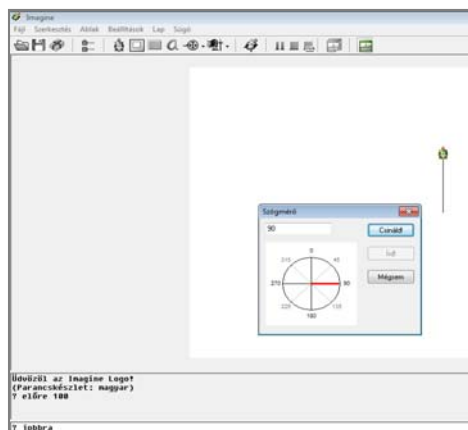 Imagine
Fájl Szerkesztés Ablak Beállítások Lap Súgó
Szögmérő
90
Csináld!
Írd!
Mégsem
0
315 45
270 90
225 135
180
Üdvözöl az Imagine Logo!
(Parancskészlet: magyar)
? előre 100
? jobbra